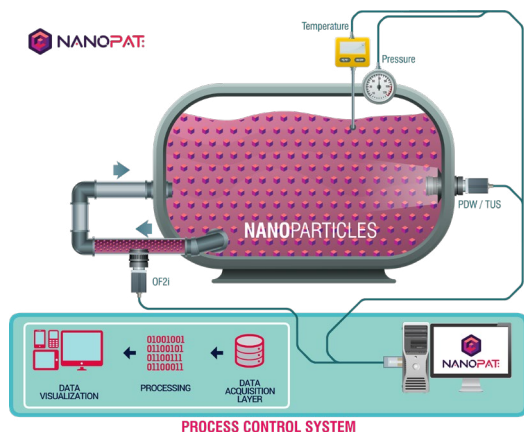 NANOPAT:
Temperature
Pressure
NANOPARTICLES
PDW / TUS
OF2i
01001001
01100101
01100111
01100011
DATA
VISUALIZATION
PROCESSING
DATA
ACQUISITION
LAYER
NANOPAT:
PROCESS CONTROL SYSTEM